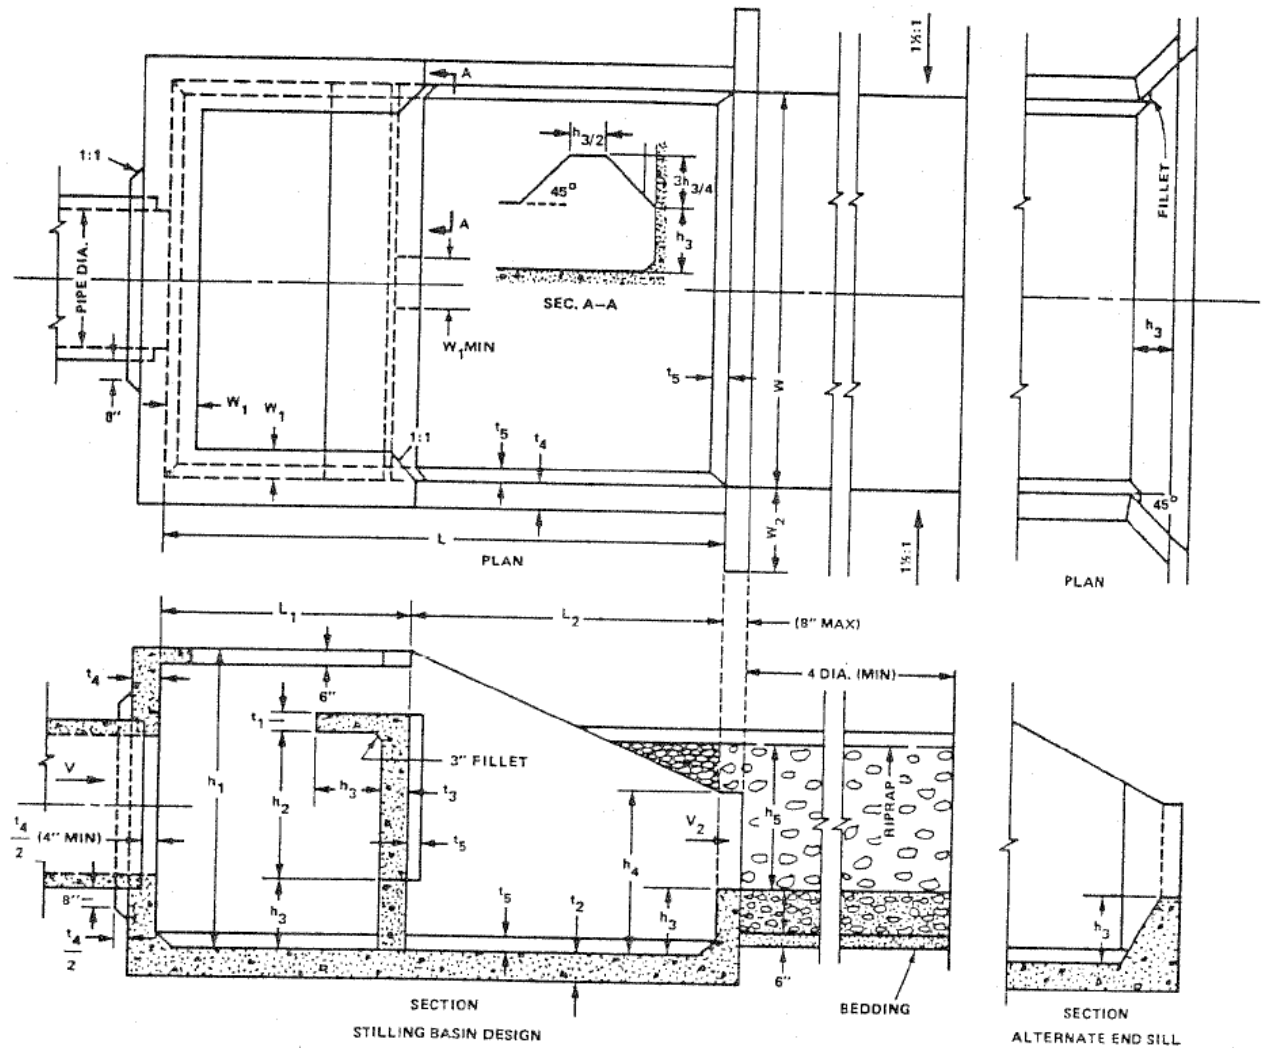 1½:1
A
h3/2
1:1
45°
3h3/4
FILLET
A
h3
PIPE DIA.
SEC. A-A
W1 MIN
h3
t5
W
8"
W1
W1
1:1
t5
t4
W2
45°
L
1½:1
PLAN
PLAN
L1
L2
(8" MAX)
t4
6"
4 DIA. (MIN)
t1
3" FILLET
V
h1
h2
h3
t3
h5
RIPRAP
V2
t4/2 (4" MIN)
t5
h4
8"
h3
t5
t2
h3
h3
t4/2
6"
SECTION
BEDDING
SECTION
STILLING BASIN DESIGN
ALTERNATE END SILL